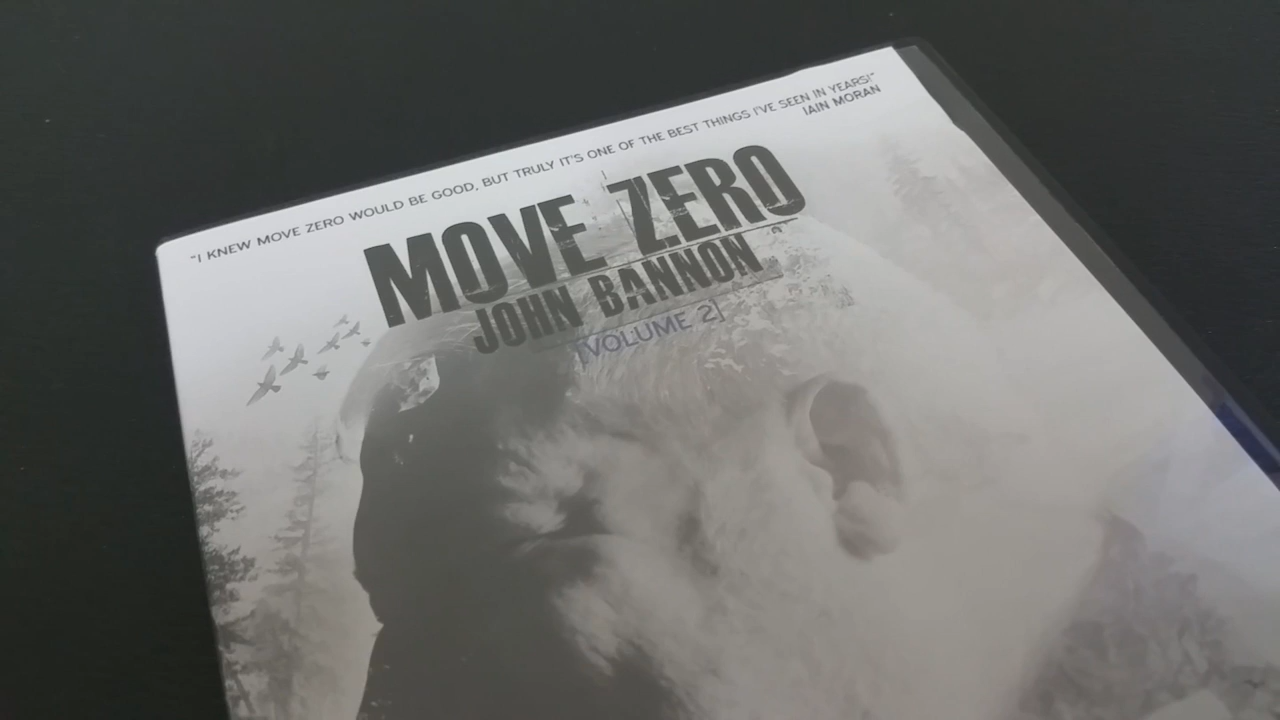 "I KNEW MOVE ZERO WOULD BE GOOD, BUT TRULY IT'S ONE OF THE BEST THINGS I'VE SEEN IN YEARS!"
IAIN MORAN
MOVE ZERO
JOHN BANNON
[VOLUME 2]